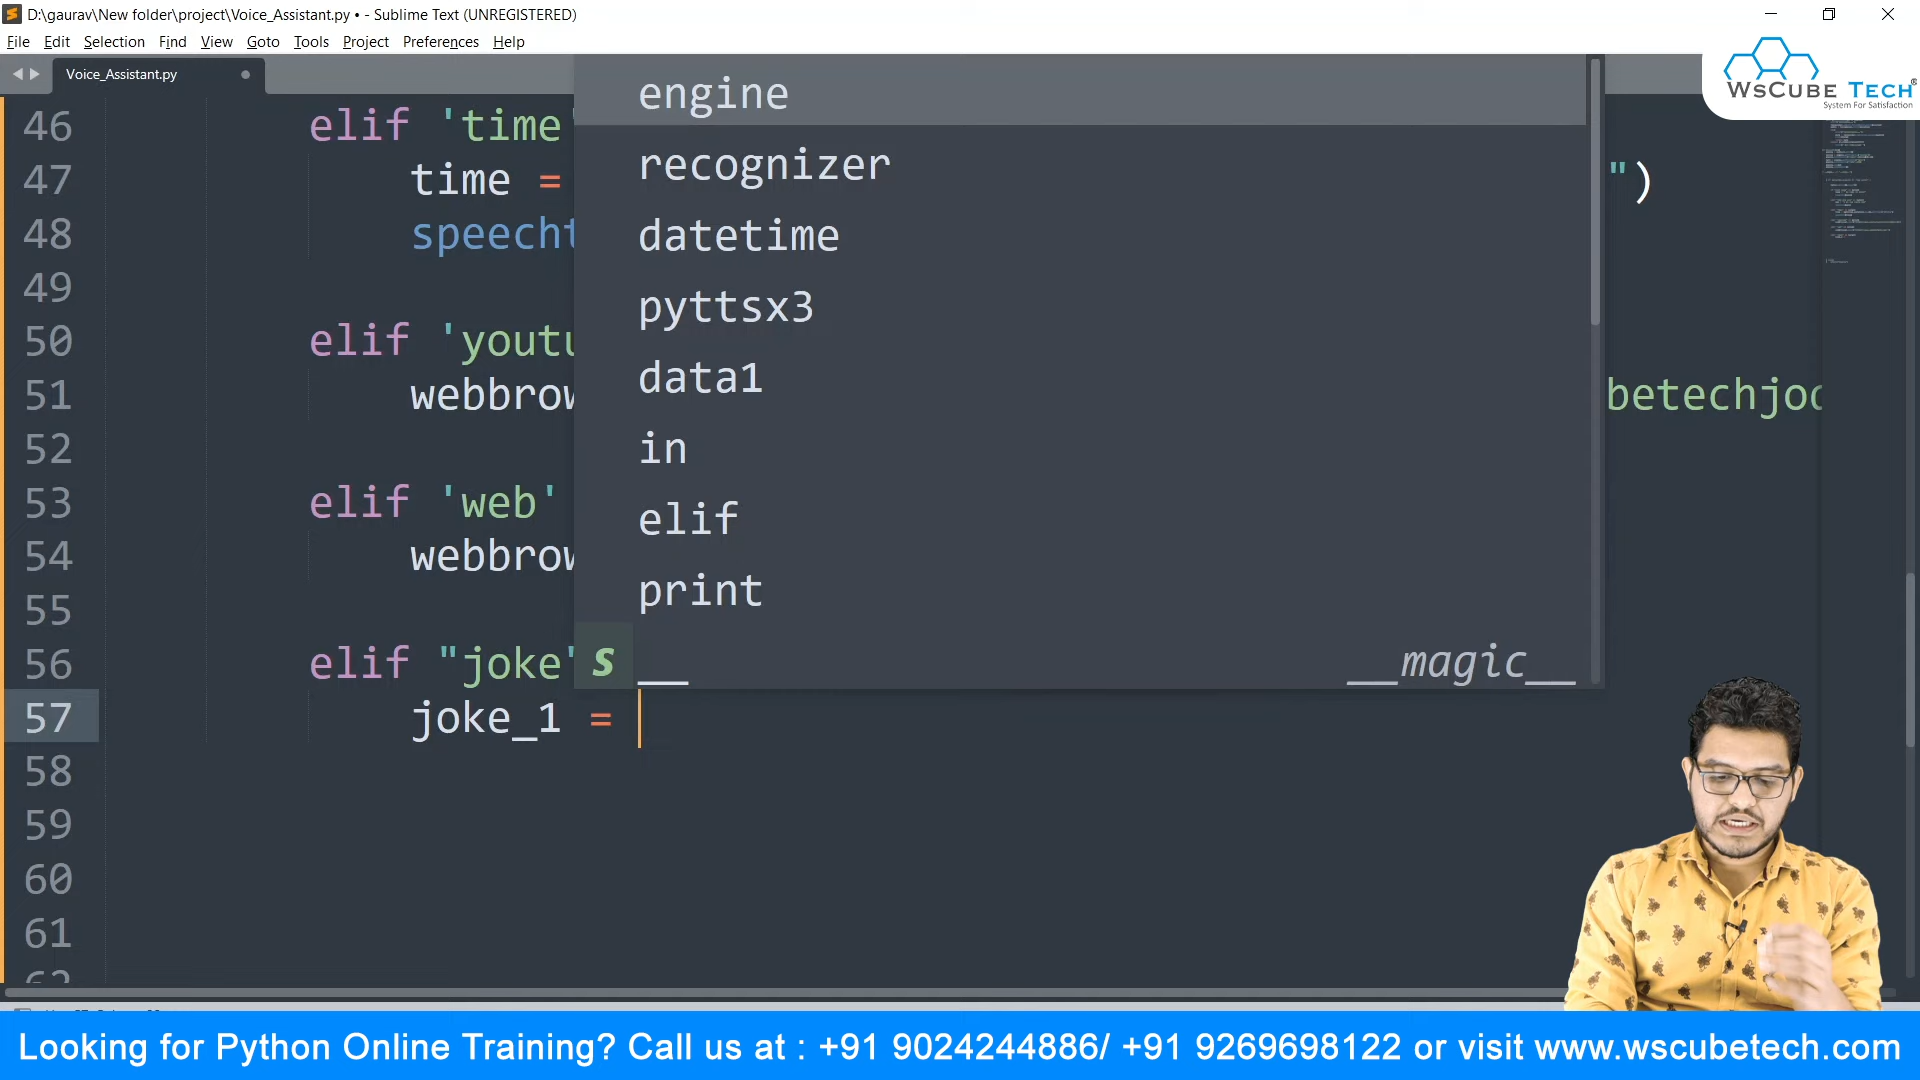 D:\gaurav\New folder\project\Voice_Assistant.py • - Sublime Text (UNREGISTERED)
File Edit Selection Find View Goto Tools Project Preferences Help
Voice_Assistant.py
WsCube Tech®
System For Satisfaction
engine
recognizer
datetime
pyttsx3
data1
in
elif
print
s __ __magic__
46 elif 'time'
47 time = ")
48 speecht
49
50 elif 'youtu
51 webbrow betechjod
52
53 elif 'web'
54 webbrow
55
56 elif "joke"
57 joke_1 =
58
59
60
61
62
Looking for Python Online Training? Call us at : +91 9024244886/ +91 9269698122 or visit www.wscubetech.com